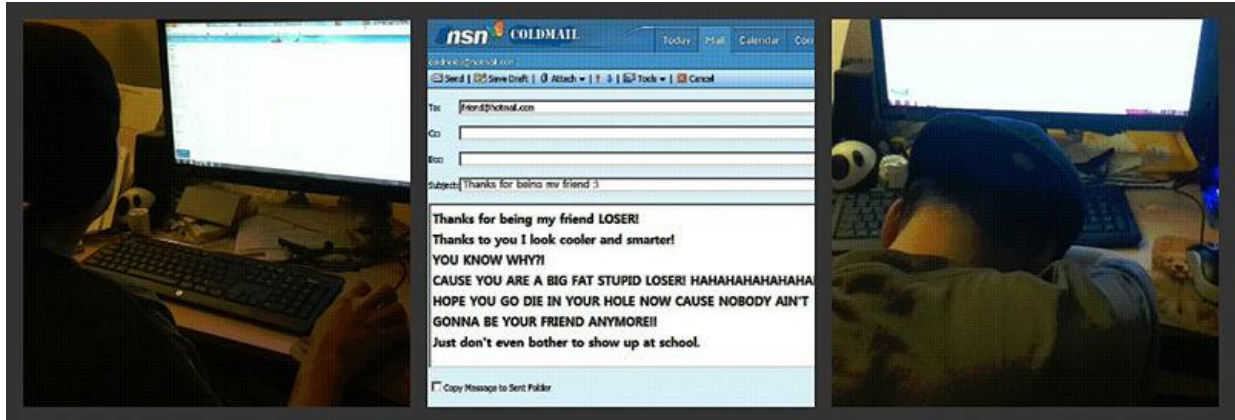 nsn COLDMAIL
Today Mail Calendar
Send | Save Draft | Attach | Tools | Cancel
To: friend@hotmail.com
Cc:
Bcc:
Subject: Thanks for being my friend :)
Thanks for being my friend LOSER!
Thanks to you I look cooler and smarter!
YOU KNOW WHY?!
CAUSE YOU ARE A BIG FAT STUPID LOSER! HAHAHAHAHAHAHA
HOPE YOU GO DIE IN YOUR HOLE NOW CAUSE NOBODY AIN'T
GONNA BE YOUR FRIEND ANYMORE!!
Just don't even bother to show up at school.
Copy Message to Sent Folder